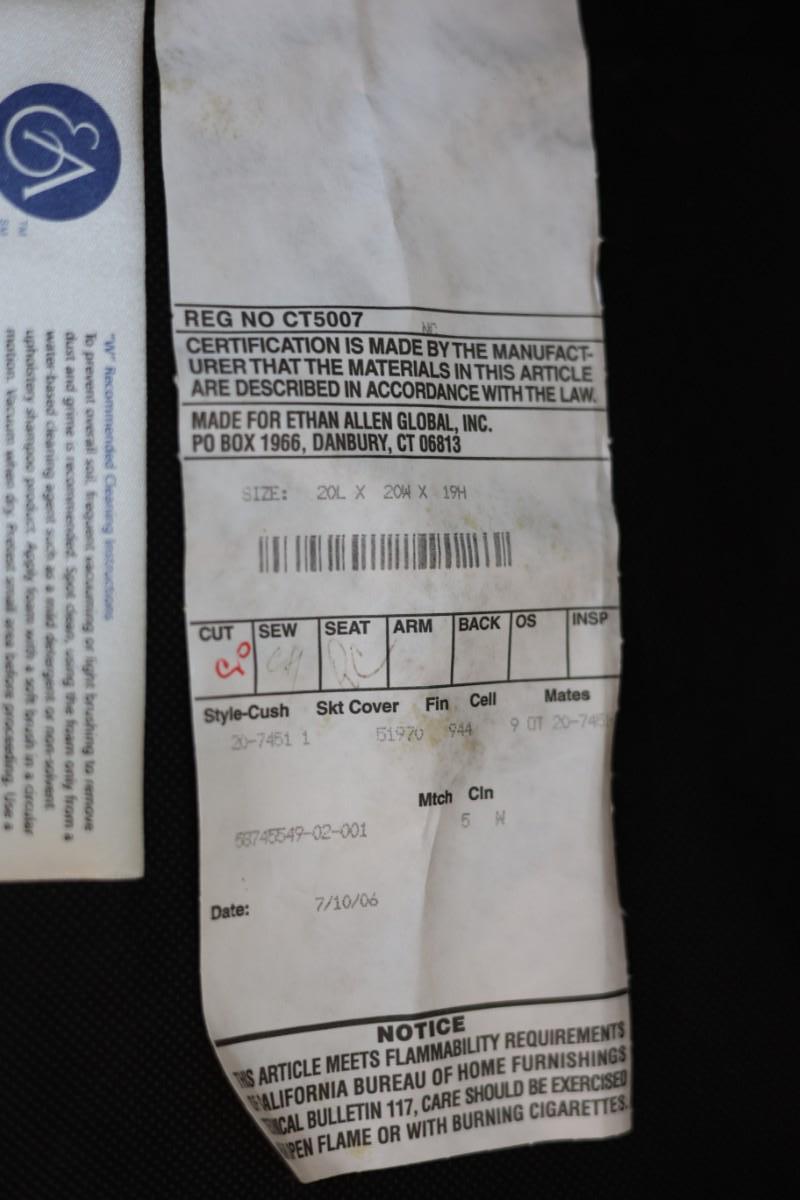 REG NO CT5007 NC
CERTIFICATION IS MADE BY THE MANUFACT-
URER THAT THE MATERIALS IN THIS ARTICLE
ARE DESCRIBED IN ACCORDANCE WITH THE LAW.
MADE FOR ETHAN ALLEN GLOBAL, INC.
PO BOX 1966, DANBURY, CT 06813
SIZE: 20L X 20W X 19H
CUT SEW SEAT ARM BACK OS INSP
Style-Cush Skt Cover Fin Cell Mates
20-7451 1 51970 944 9 OT 20-745
Mtch Cln
5 W
58745549-02-001
Date: 7/10/06
NOTICE
THIS ARTICLE MEETS FLAMMABILITY REQUIREMENTS
CALIFORNIA BUREAU OF HOME FURNISHINGS
BULLETIN 117, CARE SHOULD BE EXERCISED
OPEN FLAME OR WITH BURNING CIGARETTES.
TM
SM
"W" Recommended Cleaning Instructions
To prevent overall soil, frequent vacuuming or light brushing to remove
dust and grime is recommended. Spot clean, using the foam only from a
water-based cleaning agent such as a mild detergent or non-solvent
upholstery shampoo product. Apply foam with a soft brush in a circular
motion. Vacuum when dry. Pretest small area before proceeding. Use a